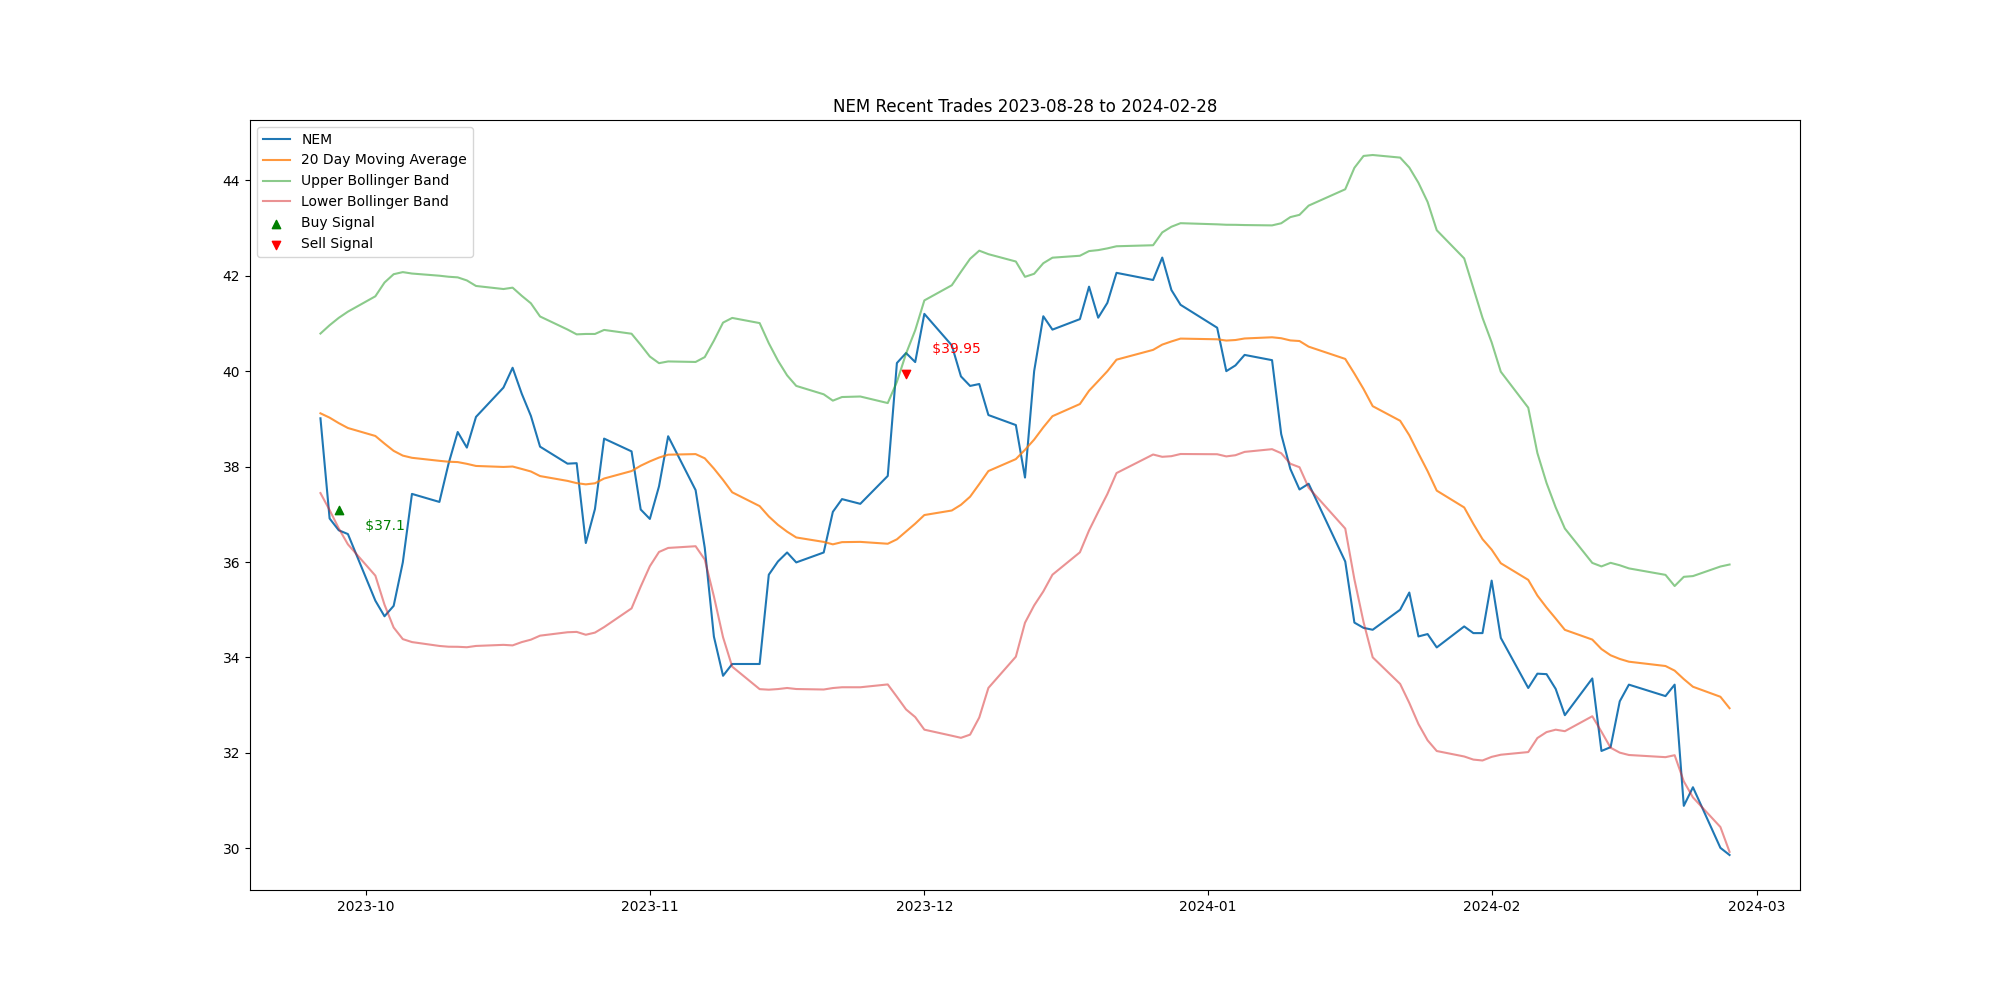 NEM Recent Trades 2023-08-28 to 2024-02-28
NEM
20 Day Moving Average
Upper Bollinger Band
Lower Bollinger Band
Buy Signal
Sell Signal
44
42
40
38
36
34
32
30
$39.95
$37.1
2023-10
2023-11
2023-12
2024-01
2024-02
2024-03